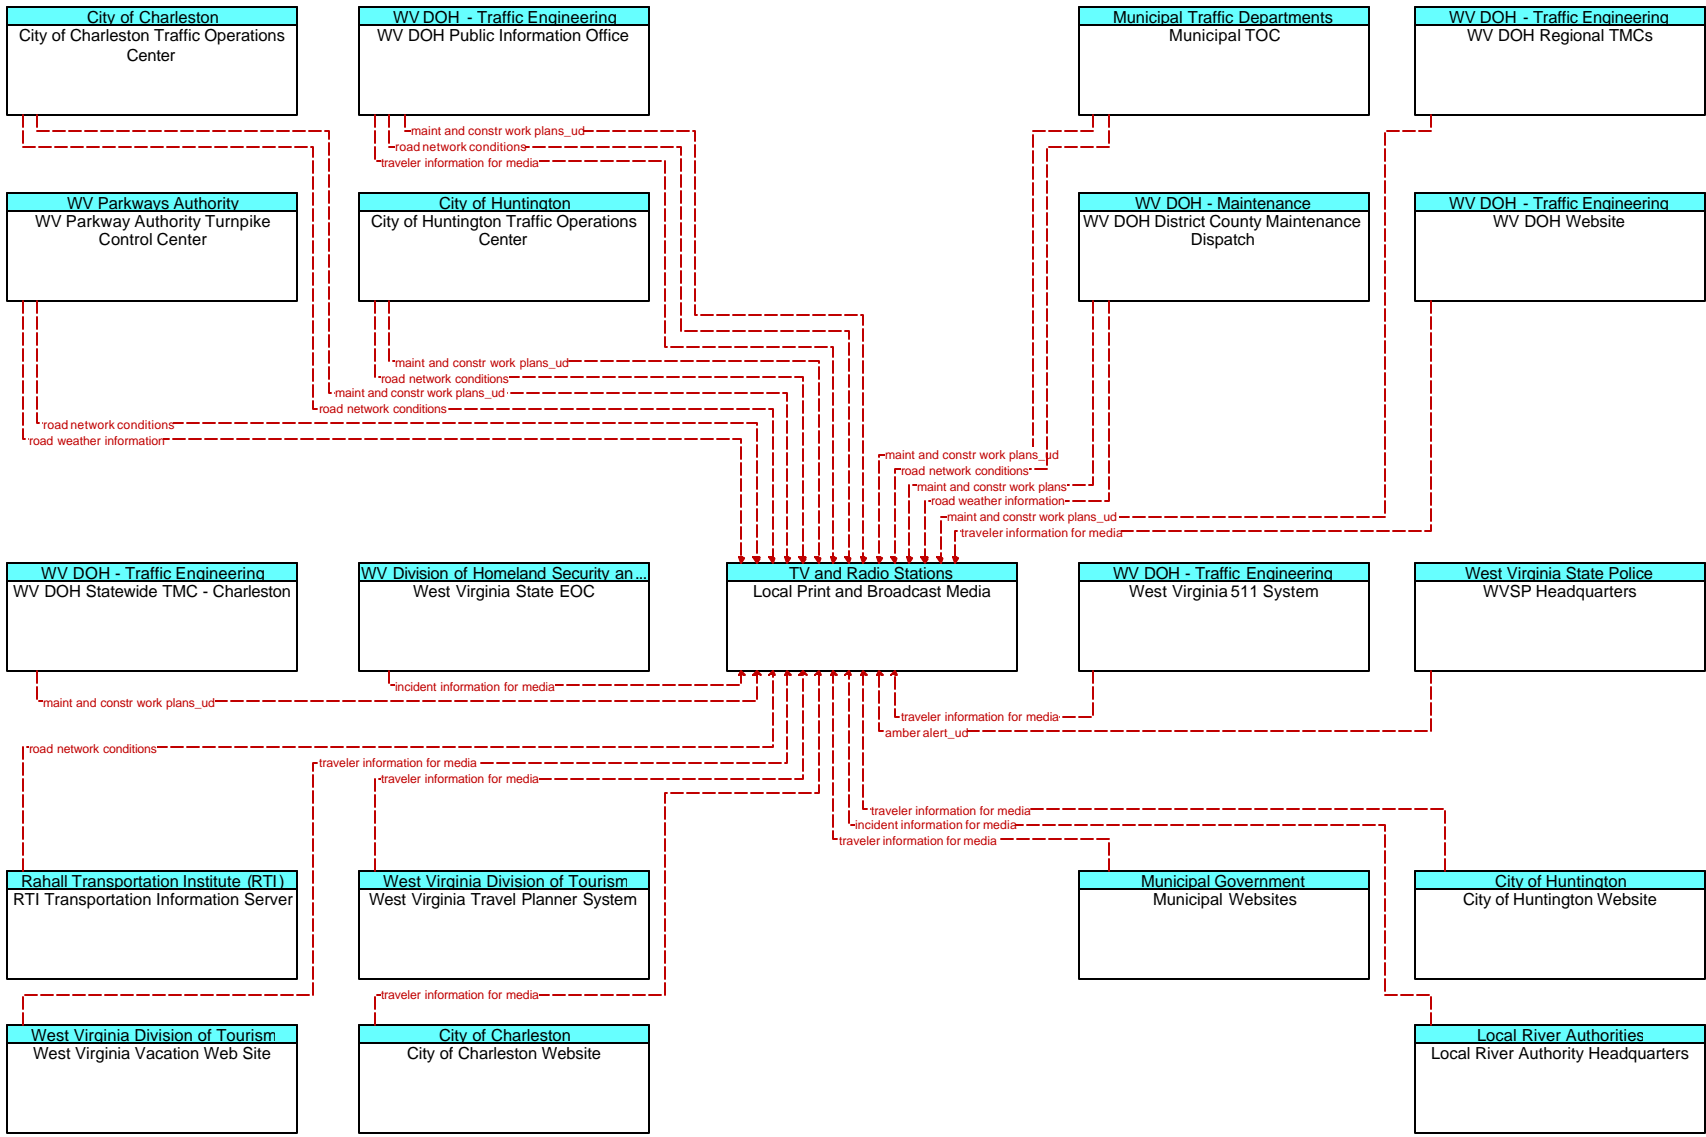 City of Charleston
City of Charleston Traffic Operations
Center
WV DOH - Traffic Engineering
WV DOH Public Information Office
Municipal Traffic Departments
Municipal TOC
WV DOH - Traffic Engineering
WV DOH Regional TMCs
maint and constr work plans_ud
road network conditions
traveler information for media
WV Parkways Authority
WV Parkway Authority Turnpike
Control Center
City of Huntington
City of Huntington Traffic Operations
Center
WV DOH - Maintenance
WV DOH District County Maintenance
Dispatch
WV DOH - Traffic Engineering
WV DOH Website
maint and constr work plans_ud
road network conditions
maint and constr work plans_ud
road network conditions
road network conditions
road weather information
maint and constr work plans_ud
road network conditions
maint and constr work plans
road weather information
maint and constr work plans_ud
traveler information for media
WV DOH - Traffic Engineering
WV DOH Statewide TMC - Charleston
WV Division of Homeland Security an...
West Virginia State EOC
TV and Radio Stations
Local Print and Broadcast Media
WV DOH - Traffic Engineering
West Virginia 511 System
West Virginia State Police
WVSP Headquarters
incident information for media
maint and constr work plans_ud
traveler information for media
amber alert_ud
road network conditions
traveler information for media
traveler information for media
traveler information for media
incident information for media
traveler information for media
Rahall Transportation Institute (RTI)
RTI Transportation Information Server
West Virginia Division of Tourism
West Virginia Travel Planner System
Municipal Government
Municipal Websites
City of Huntington
City of Huntington Website
traveler information for media
West Virginia Division of Tourism
West Virginia Vacation Web Site
City of Charleston
City of Charleston Website
Local River Authorities
Local River Authority Headquarters